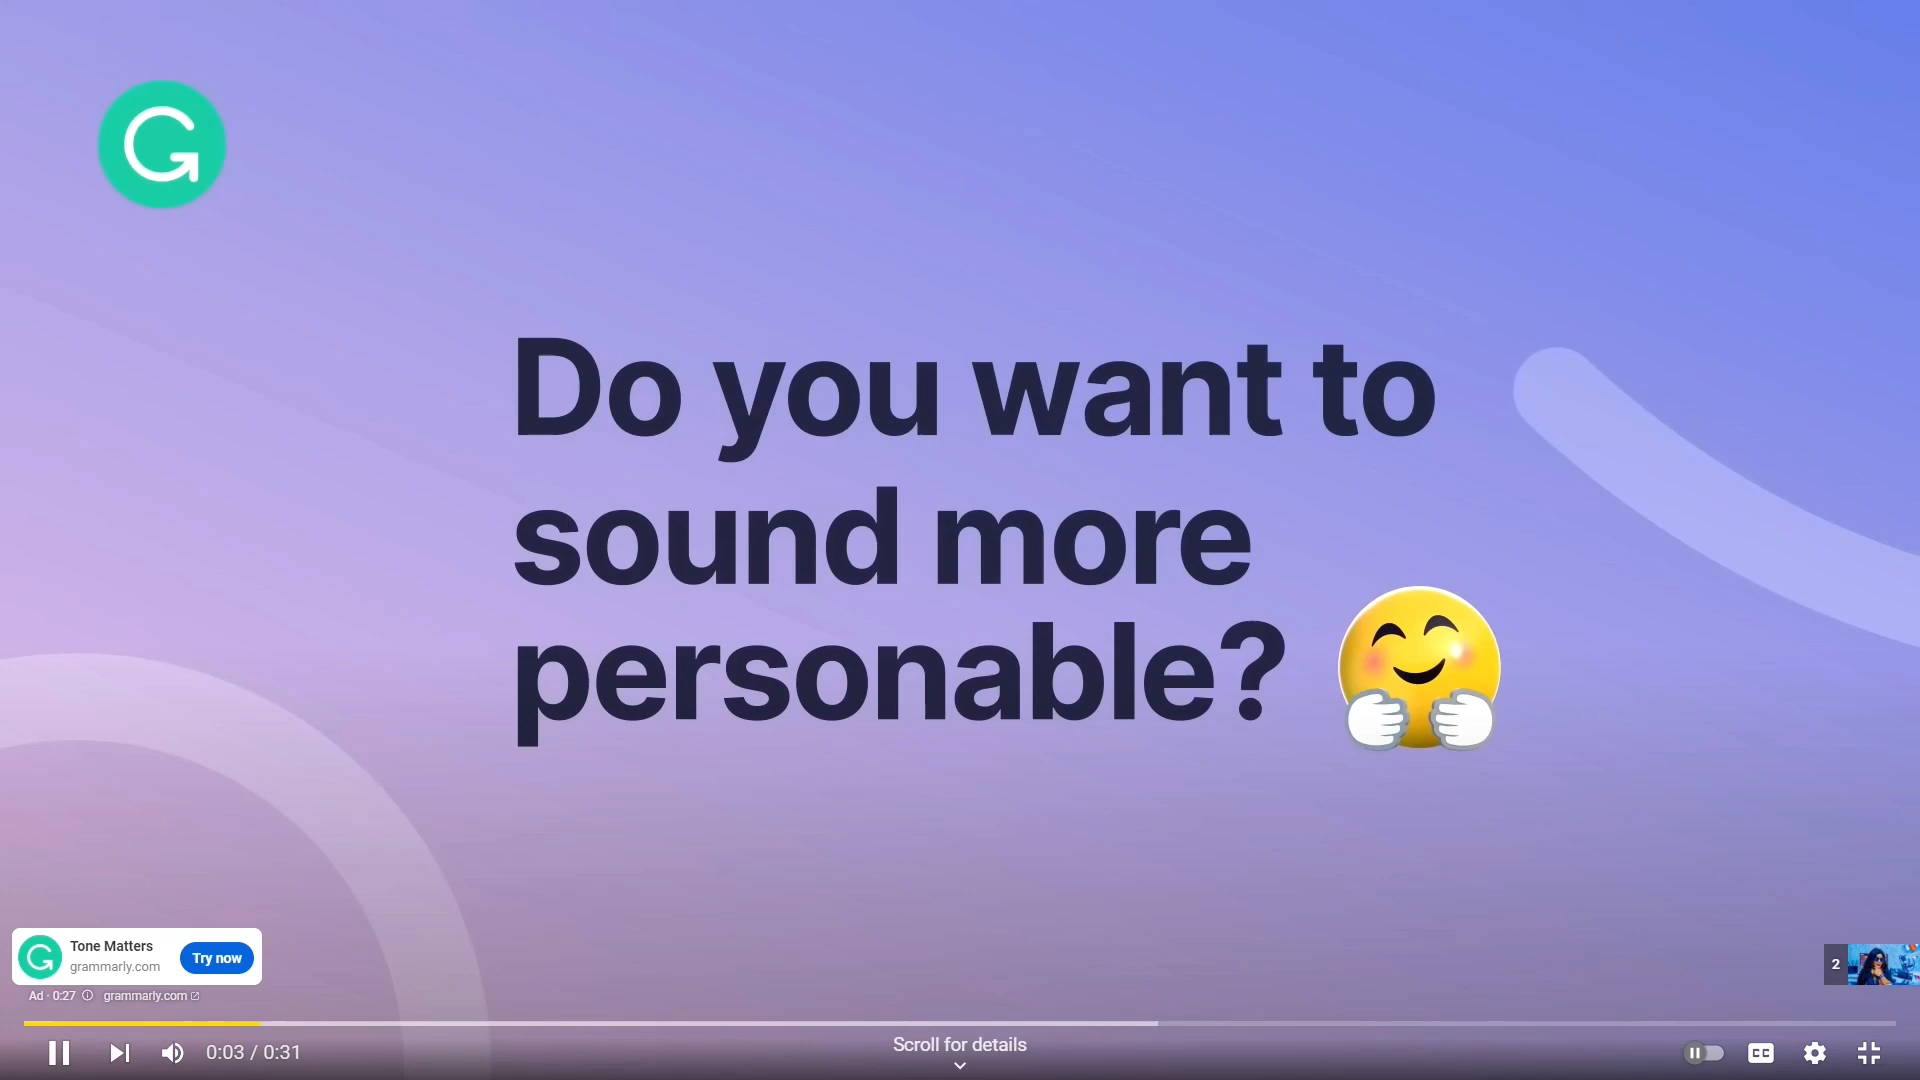 Do you want to
sound more
personable?
Tone Matters
grammarly.com
Try now
Ad · 0:27
grammarly.com
2
0:03 / 0:31
Scroll for details
CC